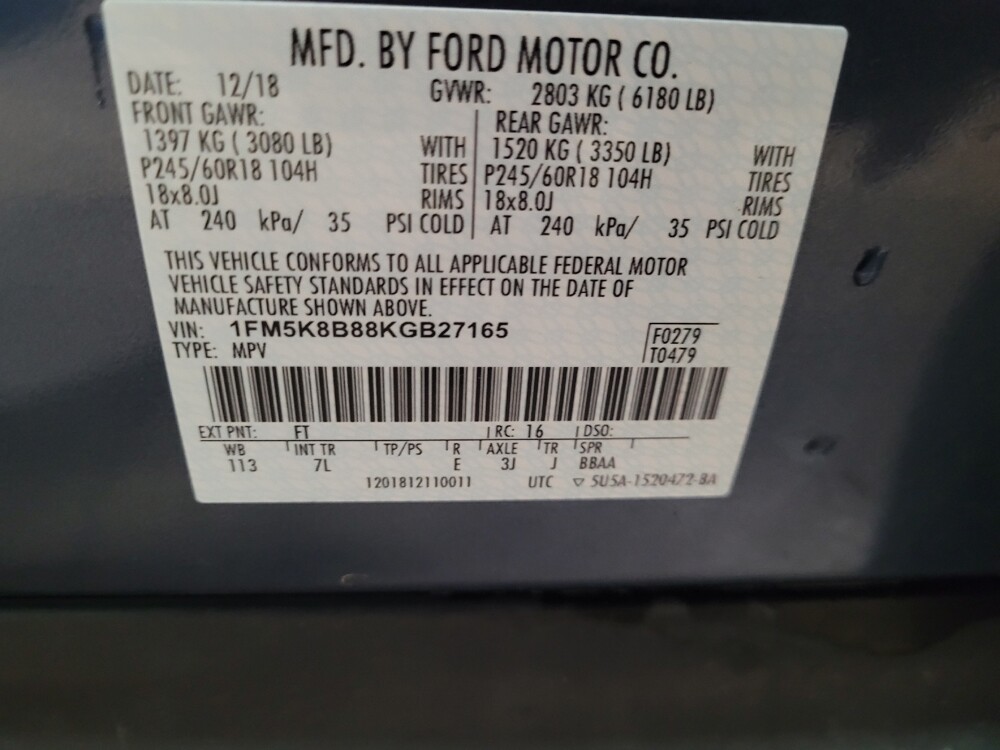 MFD. BY FORD MOTOR CO.
DATE: 12/18 GVWR: 2803 KG ( 6180 LB)
FRONT GAWR: REAR GAWR:
1397 KG ( 3080 LB) WITH 1520 KG ( 3350 LB) WITH
P245/60R18 104H TIRES P245/60R18 104H TIRES
18x8.0J RIMS 18x8.0J RIMS
AT 240 kPa/ 35 PSI COLD AT 240 kPa/ 35 PSI COLD
THIS VEHICLE CONFORMS TO ALL APPLICABLE FEDERAL MOTOR
VEHICLE SAFETY STANDARDS IN EFFECT ON THE DATE OF
MANUFACTURE SHOWN ABOVE.
VIN: 1FM5K8B88KGB27165 F0279
TYPE: MPV T0479
EXT PNT: FT RC: 16 DSO:
WB INT TR TP/PS R AXLE TR SPR
113 7L E 3J J BBAA
1201812110011 UTC ▽ 5U5A-1520472-BA